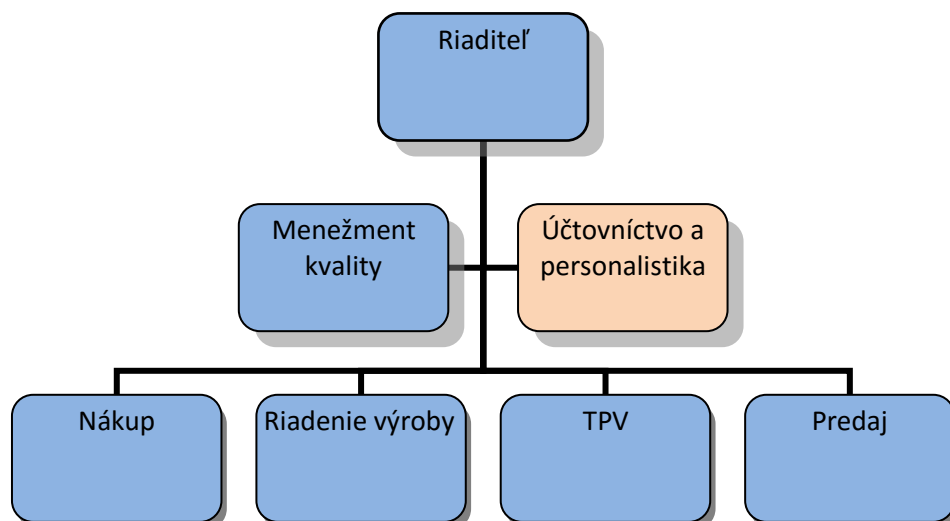 Riaditeľ
Menežment
kvality
Účtovníctvo a
personalistika
Nákup
Riadenie výroby
TPV
Predaj